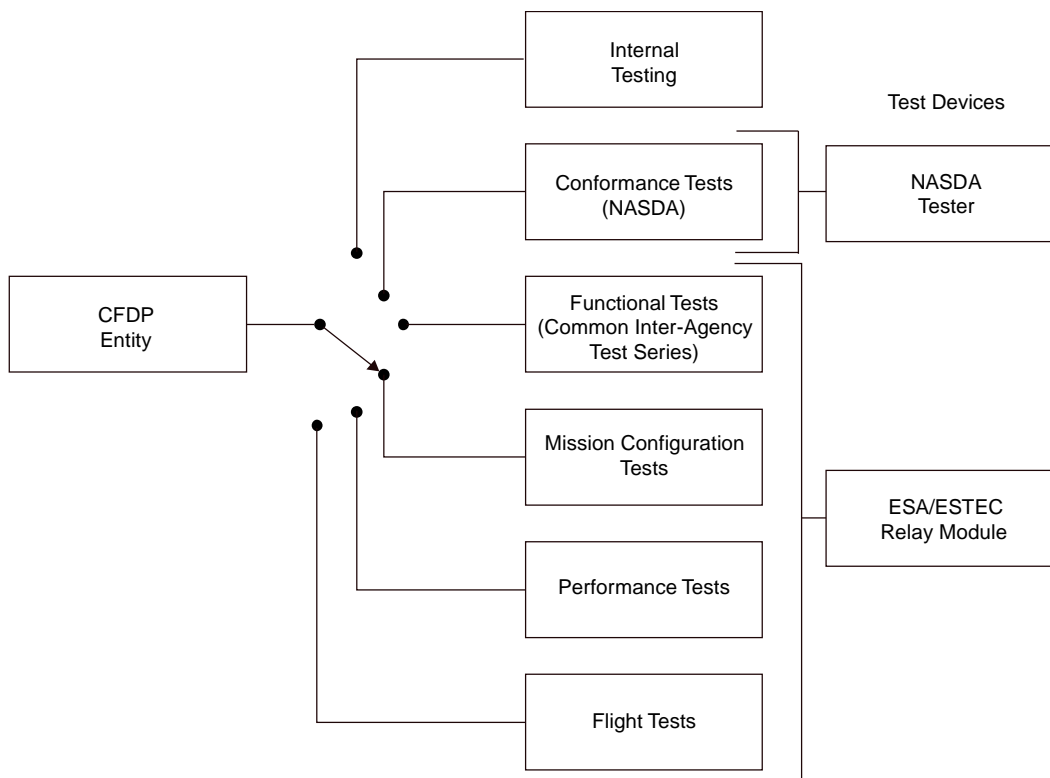 Internal
Testing
Test Devices
Conformance Tests
(NASDA)
NASDA
Tester
CFDP
Entity
Functional Tests
(Common Inter-Agency
Test Series)
Mission Configuration
Tests
ESA/ESTEC
Relay Module
Performance Tests
Flight Tests